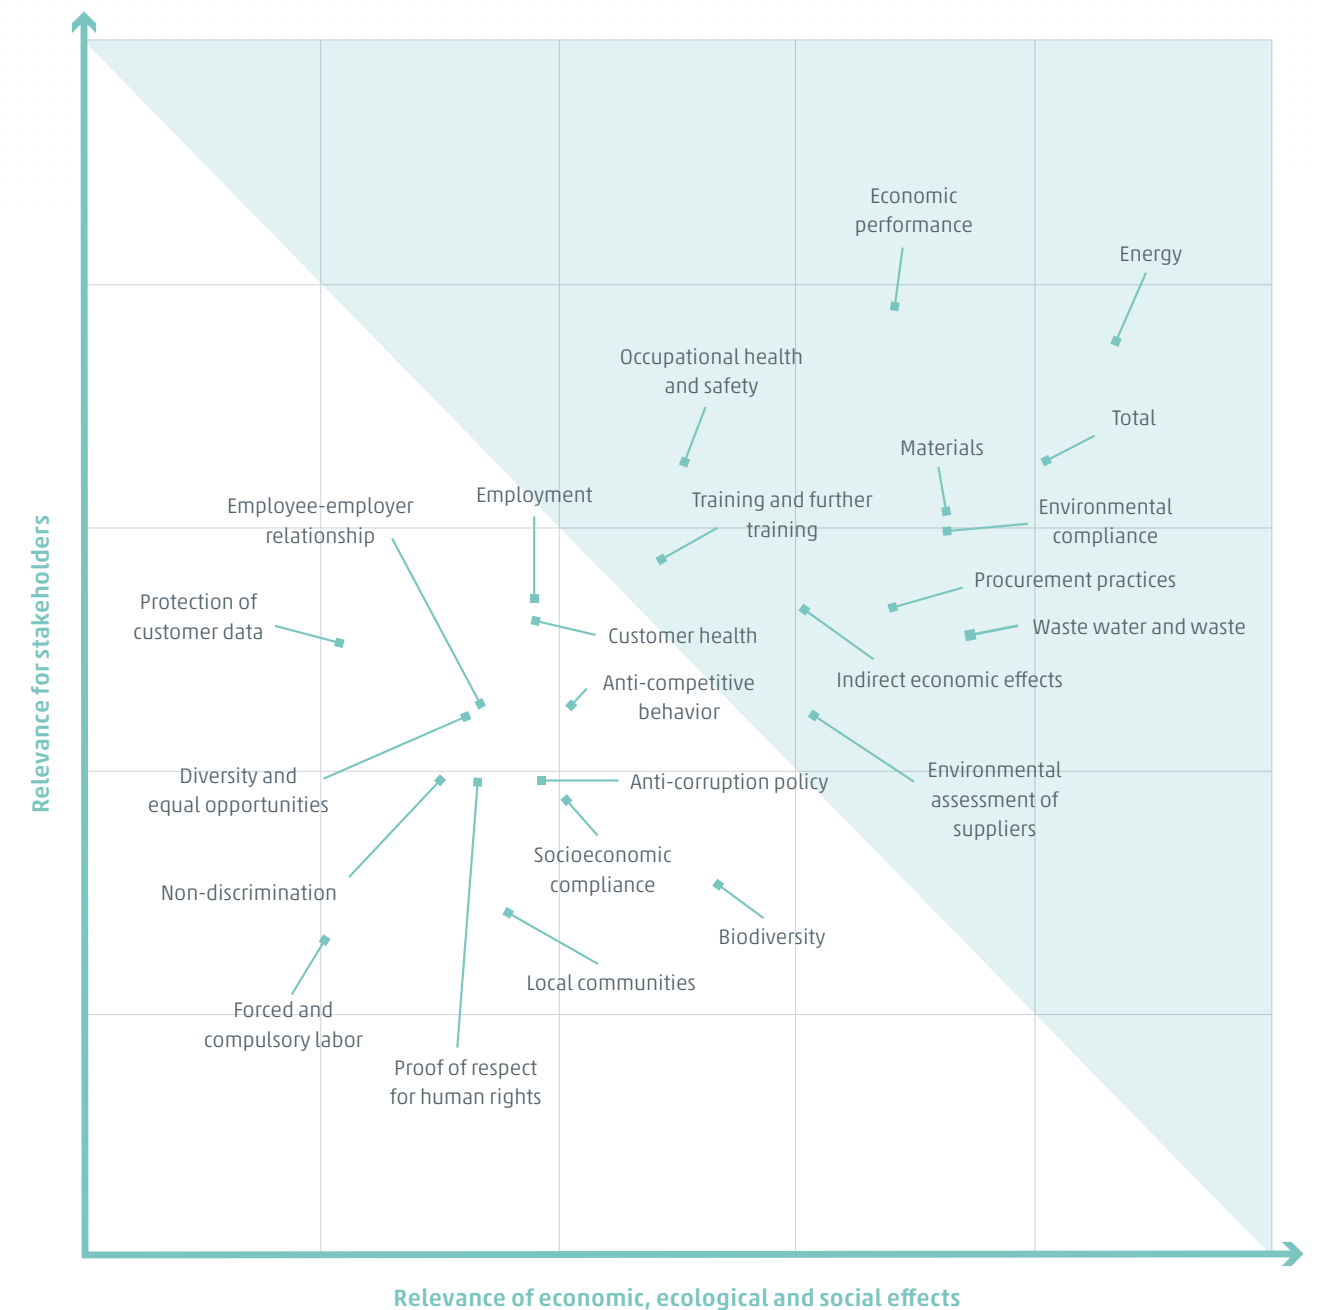 Economic
performance
Energy
Occupational health
and safety
Total
Materials
Employee-employer
relationship
Employment
Training and further
training
Environmental
compliance
Procurement practices
Protection of
customer data
Customer health
Waste water and waste
Indirect economic effects
Anti-competitive
behavior
Diversity and
equal opportunities
Anti-corruption policy
Environmental
assessment of
suppliers
Socioeconomic
compliance
Non-discrimination
Biodiversity
Local communities
Forced and
compulsory labor
Proof of respect
for human rights
Relevance for stakeholders
Relevance of economic, ecological and social effects